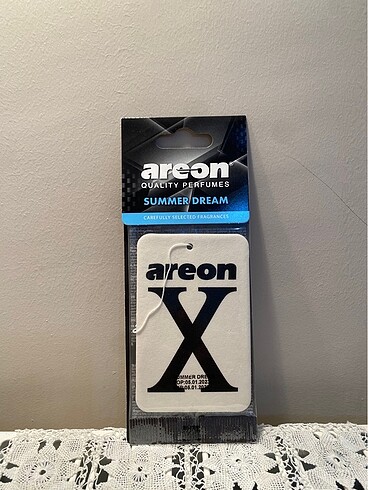 areon
QUALITY PERFUMES
SUMMER DREAM
CAREFULLY SELECTED FRAGRANCES
areon
X